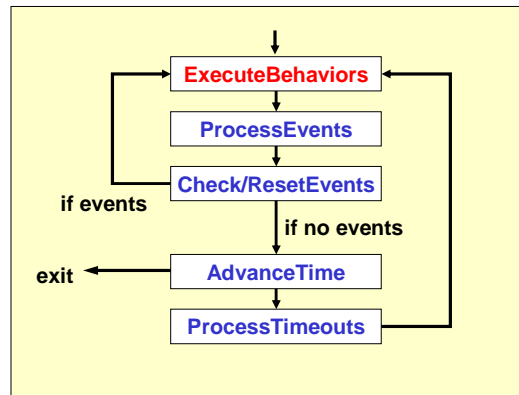 ExecuteBehaviors
ProcessEvents
Check/ResetEvents
if events
if no events
AdvanceTime
exit
ProcessTimeouts